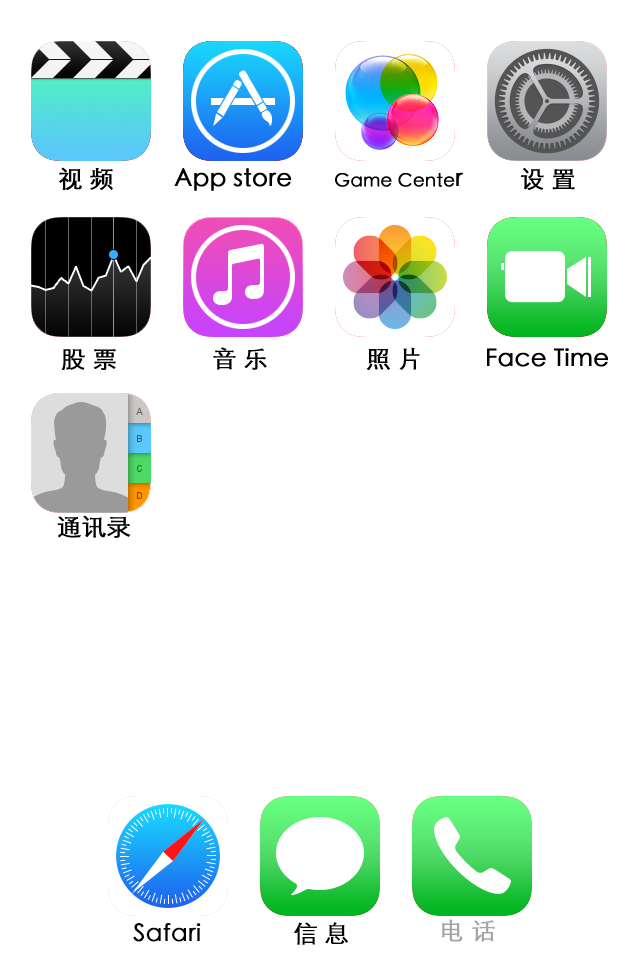 视频
App store
Game Center
设置
股票
音乐
照片
Face Time
A
B
C
D
通讯录
Safari
信息
电话